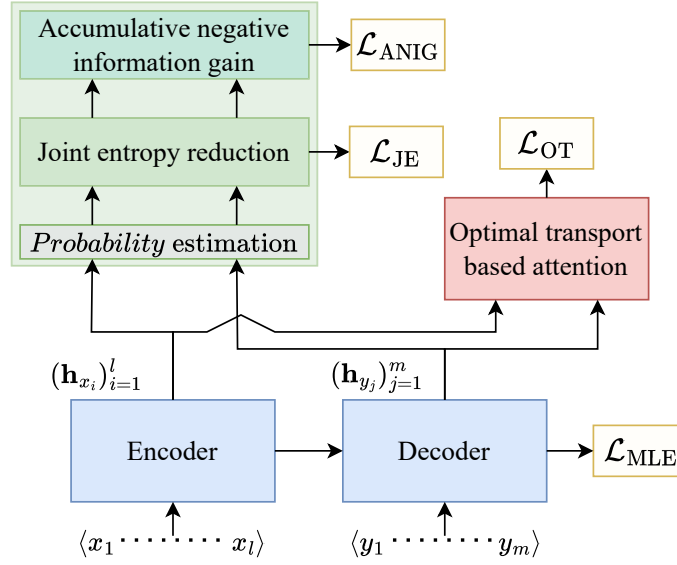 Accumulative negative
information gain
ℒ_ANIG
Joint entropy reduction
ℒ_JE
ℒ_OT
Probability estimation
Optimal transport
based attention
(𝐡_{x_i})_{i=1}^{l}
(𝐡_{y_j})_{j=1}^{m}
Encoder
Decoder
ℒ_MLE
⟨x_1 ········ x_l⟩
⟨y_1 ········ y_m⟩